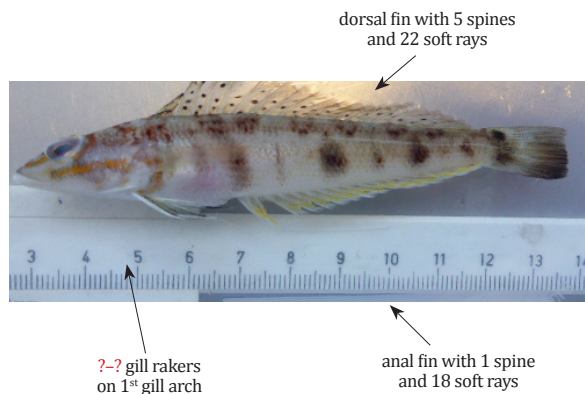 dorsal fin with 5 spines
and 22 soft rays
3 4 5 6 7 8 9 10 11 12 13 14
?–? gill rakers
on 1st gill arch
anal fin with 1 spine
and 18 soft rays